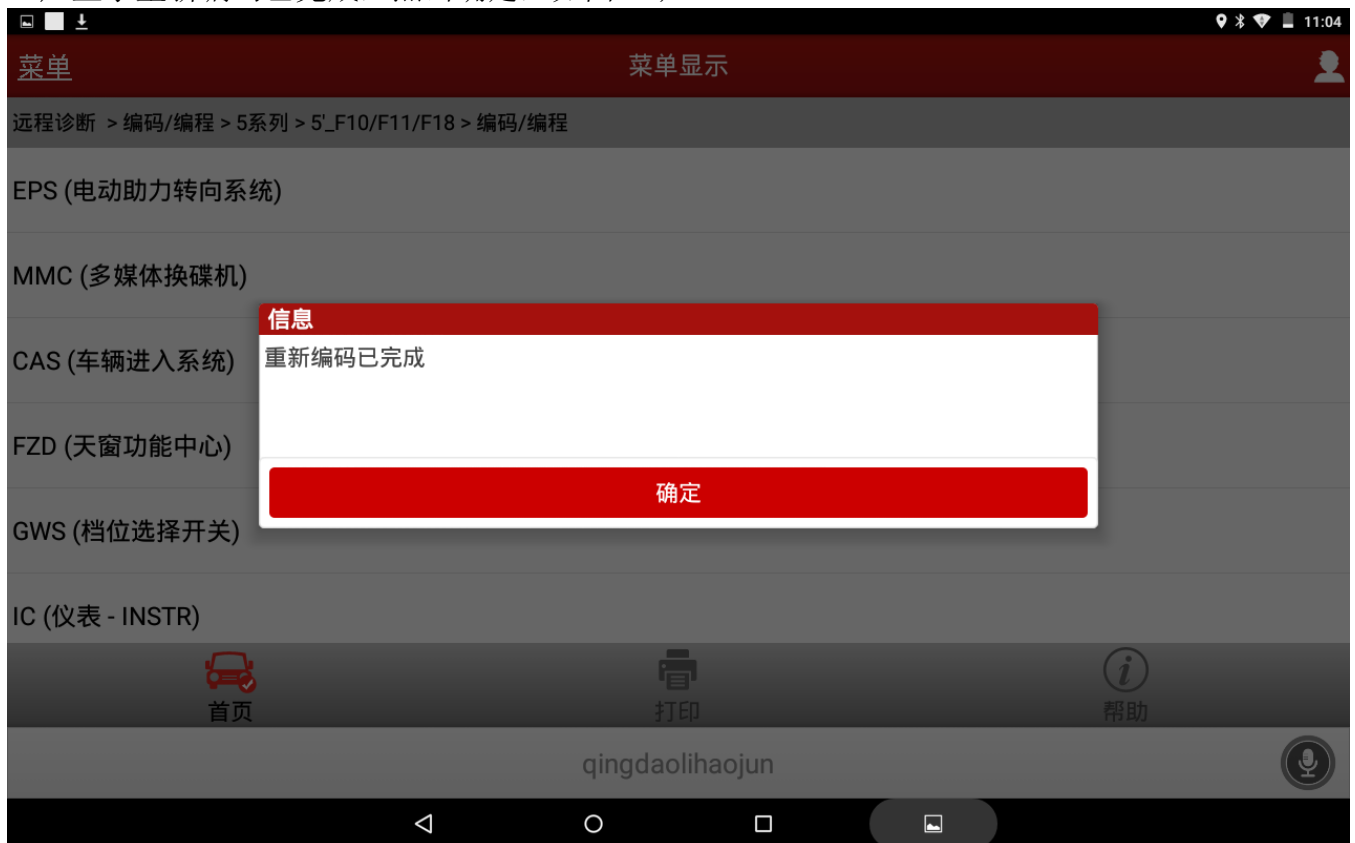 11:04
菜单
菜单显示
远程诊断 > 编码/编程 > 5系列 > 5'_F10/F11/F18 > 编码/编程
EPS (电动助力转向系统)
MMC (多媒体换碟机)
信息
重新编码已完成
CAS (车辆进入系统)
FZD (天窗功能中心)
确定
GWS (档位选择开关)
IC (仪表 - INSTR)
首页
打印
帮助
qingdaolihaojun